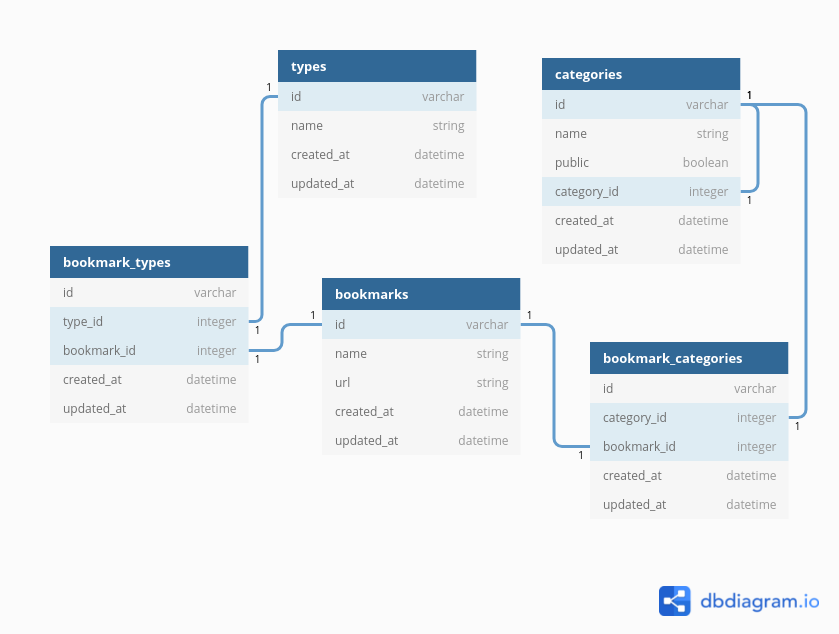 types
id varchar
name string
created_at datetime
updated_at datetime
1
1
categories
id varchar
name string
public boolean
category_id integer
created_at datetime
updated_at datetime
1
1
bookmark_types
id varchar
type_id integer
bookmark_id integer
created_at datetime
updated_at datetime
1
1
bookmarks
id varchar
name string
url string
created_at datetime
updated_at datetime
1
1
bookmark_categories
id varchar
category_id integer
bookmark_id integer
created_at datetime
updated_at datetime
1
dbdiagram.io